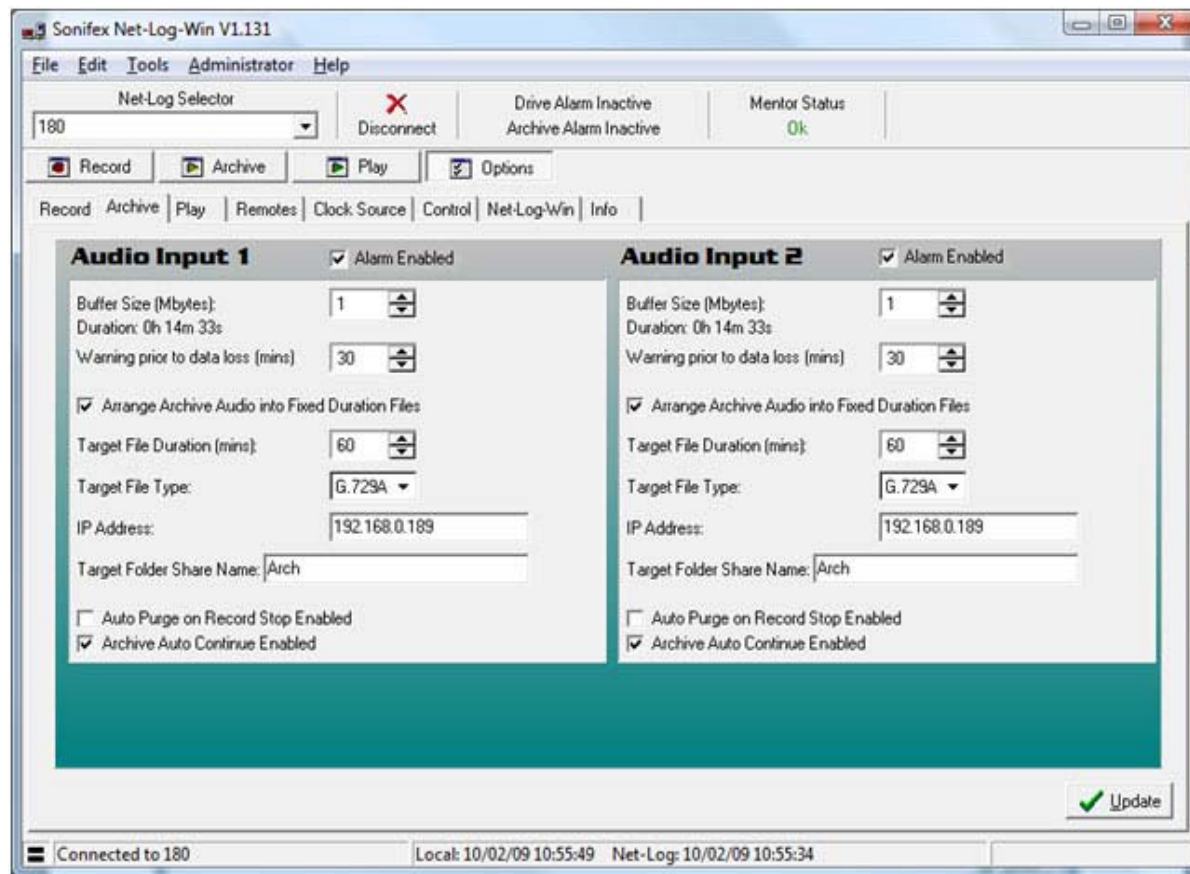 Sonifex Net-Log-Win V1.131
File Edit Tools Administrator Help
Net-Log Selector
180
Disconnect
Drive Alarm Inactive
Archive Alarm Inactive
Mentor Status
Ok
Record Archive Play Options
Record Archive Play Remotes Clock Source Control Net-Log-Win Info
Audio Input 1
Alarm Enabled
Buffer Size (Mbytes): 1
Duration: 0h 14m 33s
Warning prior to data loss (mins) 30
Arrange Archive Audio into Fixed Duration Files
Target File Duration (mins): 60
Target File Type: G.729A
IP Address: 192.168.0.189
Target Folder Share Name: Arch
Auto Purge on Record Stop Enabled
Archive Auto Continue Enabled
Audio Input 2
Alarm Enabled
Buffer Size (Mbytes): 1
Duration: 0h 14m 33s
Warning prior to data loss (mins) 30
Arrange Archive Audio into Fixed Duration Files
Target File Duration (mins): 60
Target File Type: G.729A
IP Address: 192.168.0.189
Target Folder Share Name: Arch
Auto Purge on Record Stop Enabled
Archive Auto Continue Enabled
Update
Connected to 180
Local: 10/02/09 10:55:49 Net-Log: 10/02/09 10:55:34